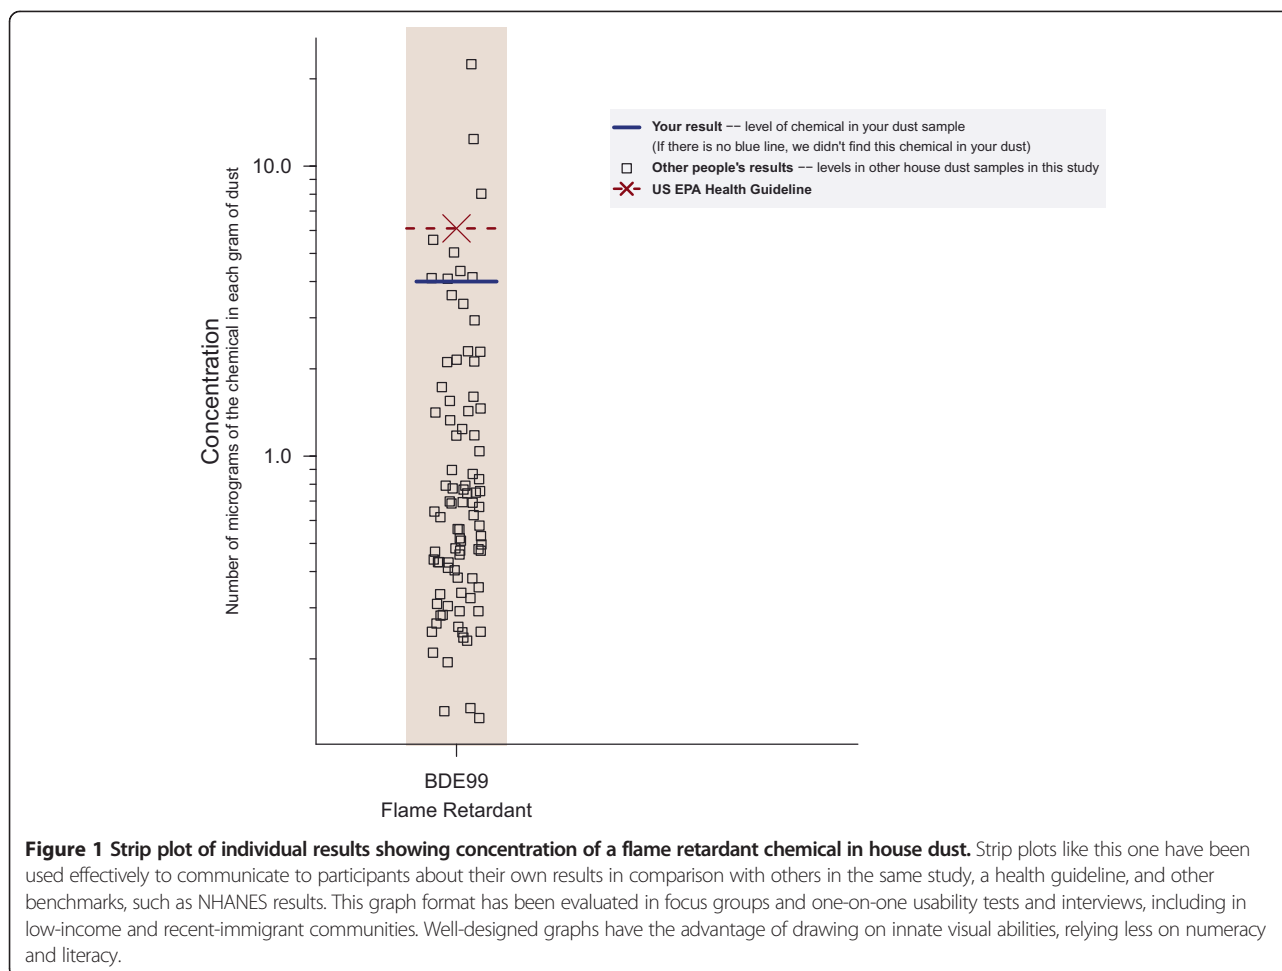 Your result –– level of chemical in your dust sample
(If there is no blue line, we didn't find this chemical in your dust)
Other people's results –– levels in other house dust samples in this study
US EPA Health Guideline
Concentration
Number of micrograms of the chemical in each gram of dust
10.0
1.0
BDE99
Flame Retardant
Figure 1 Strip plot of individual results showing concentration of a flame retardant chemical in house dust. Strip plots like this one have been
used effectively to communicate to participants about their own results in comparison with others in the same study, a health guideline, and other
benchmarks, such as NHANES results. This graph format has been evaluated in focus groups and one-on-one usability tests and interviews, including in
low-income and recent-immigrant communities. Well-designed graphs have the advantage of drawing on innate visual abilities, relying less on numeracy
and literacy.